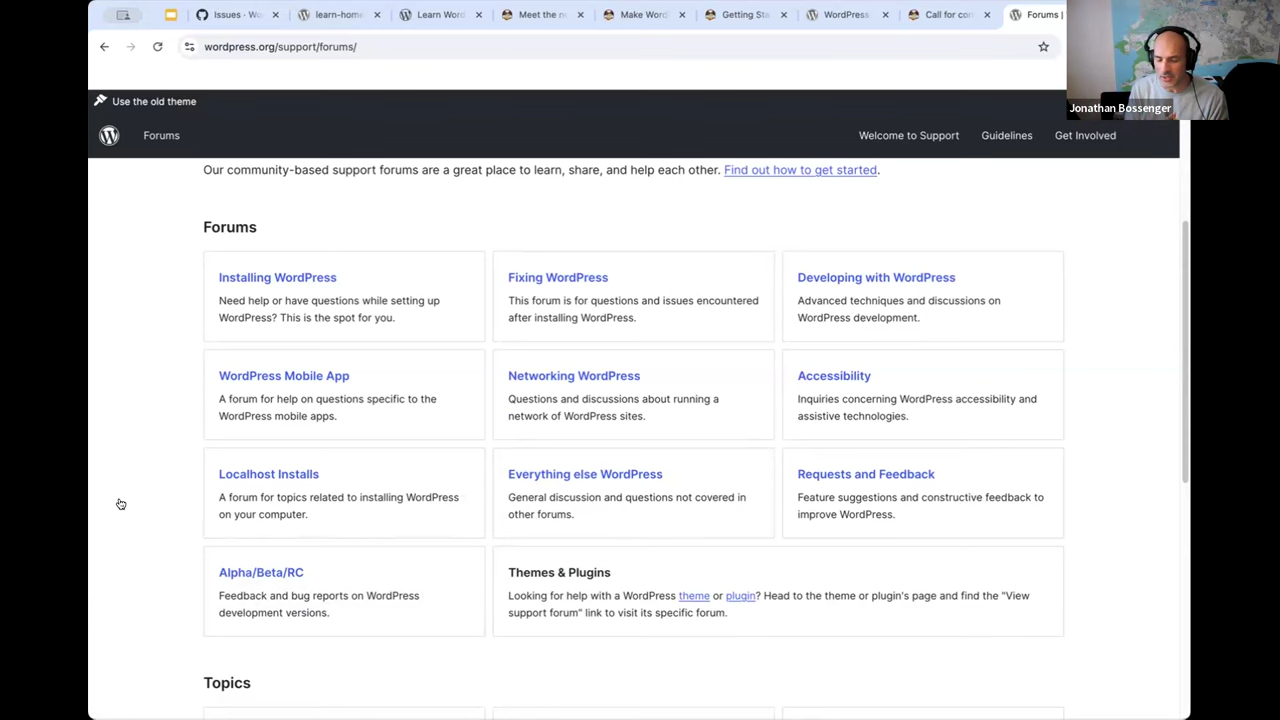 Issues · Wo
learn-hom
Learn Word
Meet the n
Make Word
Getting Sta
WordPress
Call for con
Forums |
wordpress.org/support/forums/
Jonathan Bossenger
Use the old theme
Forums
Welcome to Support
Guidelines
Get Involved
Our community-based support forums are a great place to learn, share, and help each other. Find out how to get started.
Forums
Installing WordPress
Need help or have questions while setting up
WordPress? This is the spot for you.
Fixing WordPress
This forum is for questions and issues encountered
after installing WordPress.
Developing with WordPress
Advanced techniques and discussions on
WordPress development.
WordPress Mobile App
A forum for help on questions specific to the
WordPress mobile apps.
Networking WordPress
Questions and discussions about running a
network of WordPress sites.
Accessibility
Inquiries concerning WordPress accessibility and
assistive technologies.
Localhost Installs
A forum for topics related to installing WordPress
on your computer.
Everything else WordPress
General discussion and questions not covered in
other forums.
Requests and Feedback
Feature suggestions and constructive feedback to
improve WordPress.
Alpha/Beta/RC
Feedback and bug reports on WordPress
development versions.
Themes & Plugins
Looking for help with a WordPress theme or plugin? Head to the theme or plugin's page and find the "View
support forum" link to visit its specific forum.
Topics